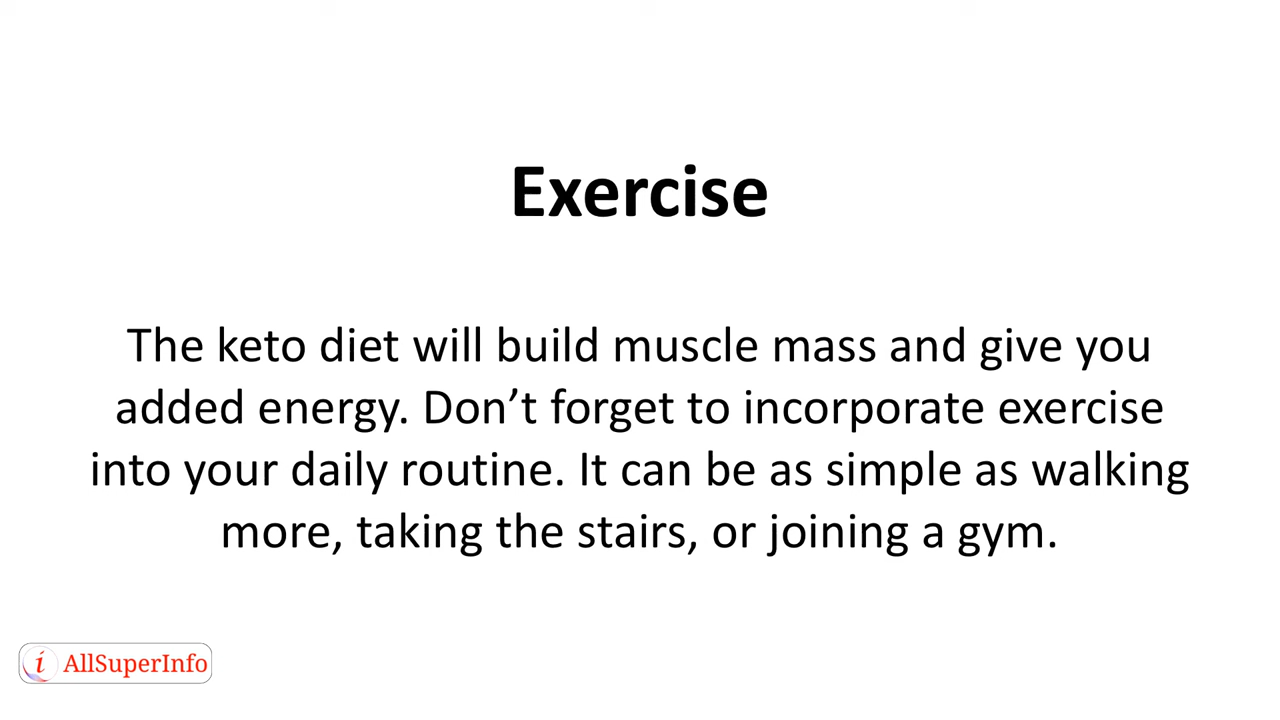 Exercise
The keto diet will build muscle mass and give you
added energy. Don’t forget to incorporate exercise
into your daily routine. It can be as simple as walking
more, taking the stairs, or joining a gym.
i AllSuperInfo